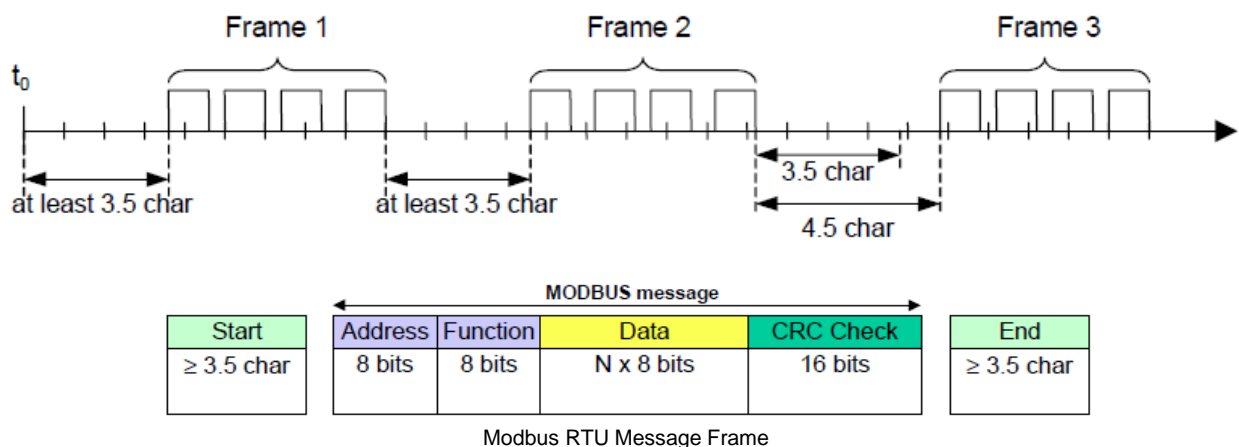 Frame 1 Frame 2 Frame 3
t0
3.5 char
at least 3.5 char at least 3.5 char
4.5 char
MODBUS message
Start Address Function Data CRC Check End
≥ 3.5 char 8 bits 8 bits N x 8 bits 16 bits ≥ 3.5 char
Modbus RTU Message Frame